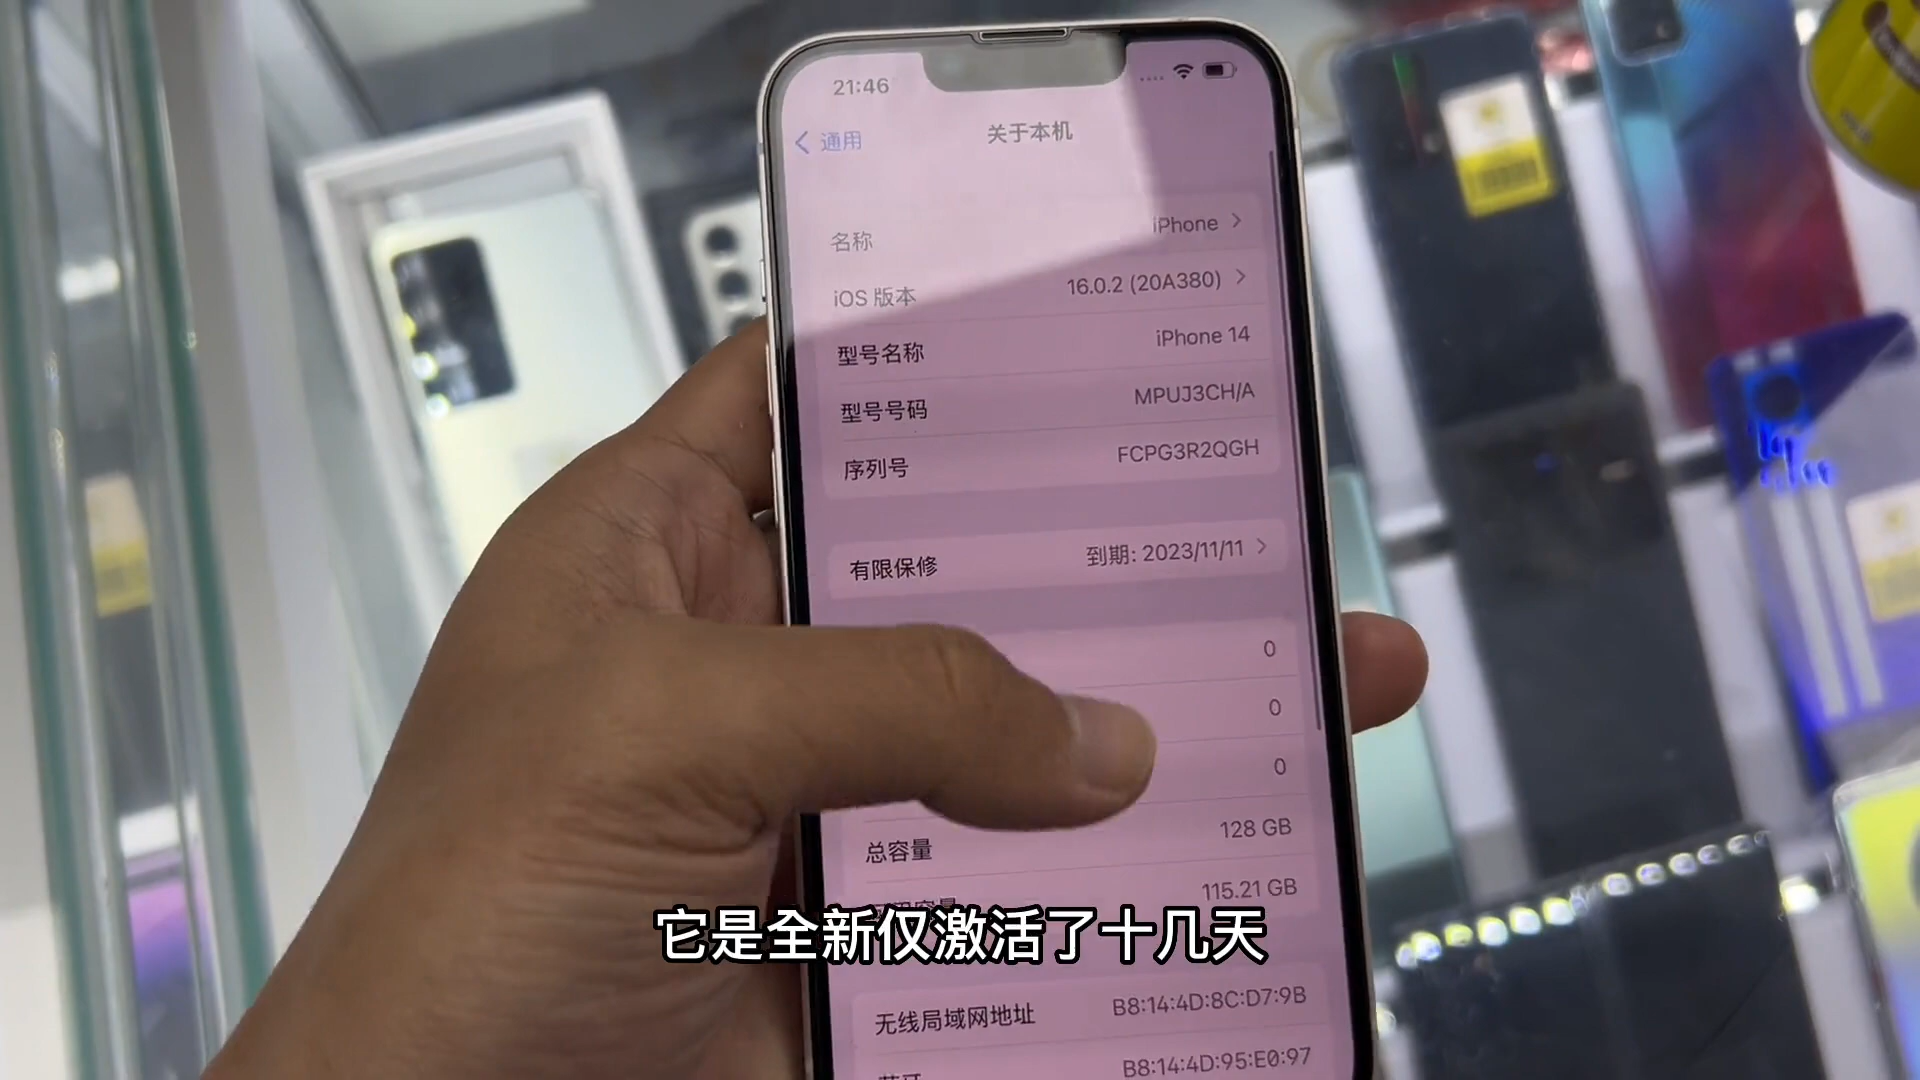 21:46
通用
关于本机
名称 iPhone
iOS 版本 16.0.2 (20A380)
型号名称 iPhone 14
型号号码 MPUJ3CH/A
序列号 FCPG3R2QGH
有限保修 到期: 2023/11/11
0
0
0
总容量 128 GB
115.21 GB
它是全新仅激活了十几天
无线局域网地址 B8:14:4D:8C:D7:9B
B8:14:4D:95:E0:97